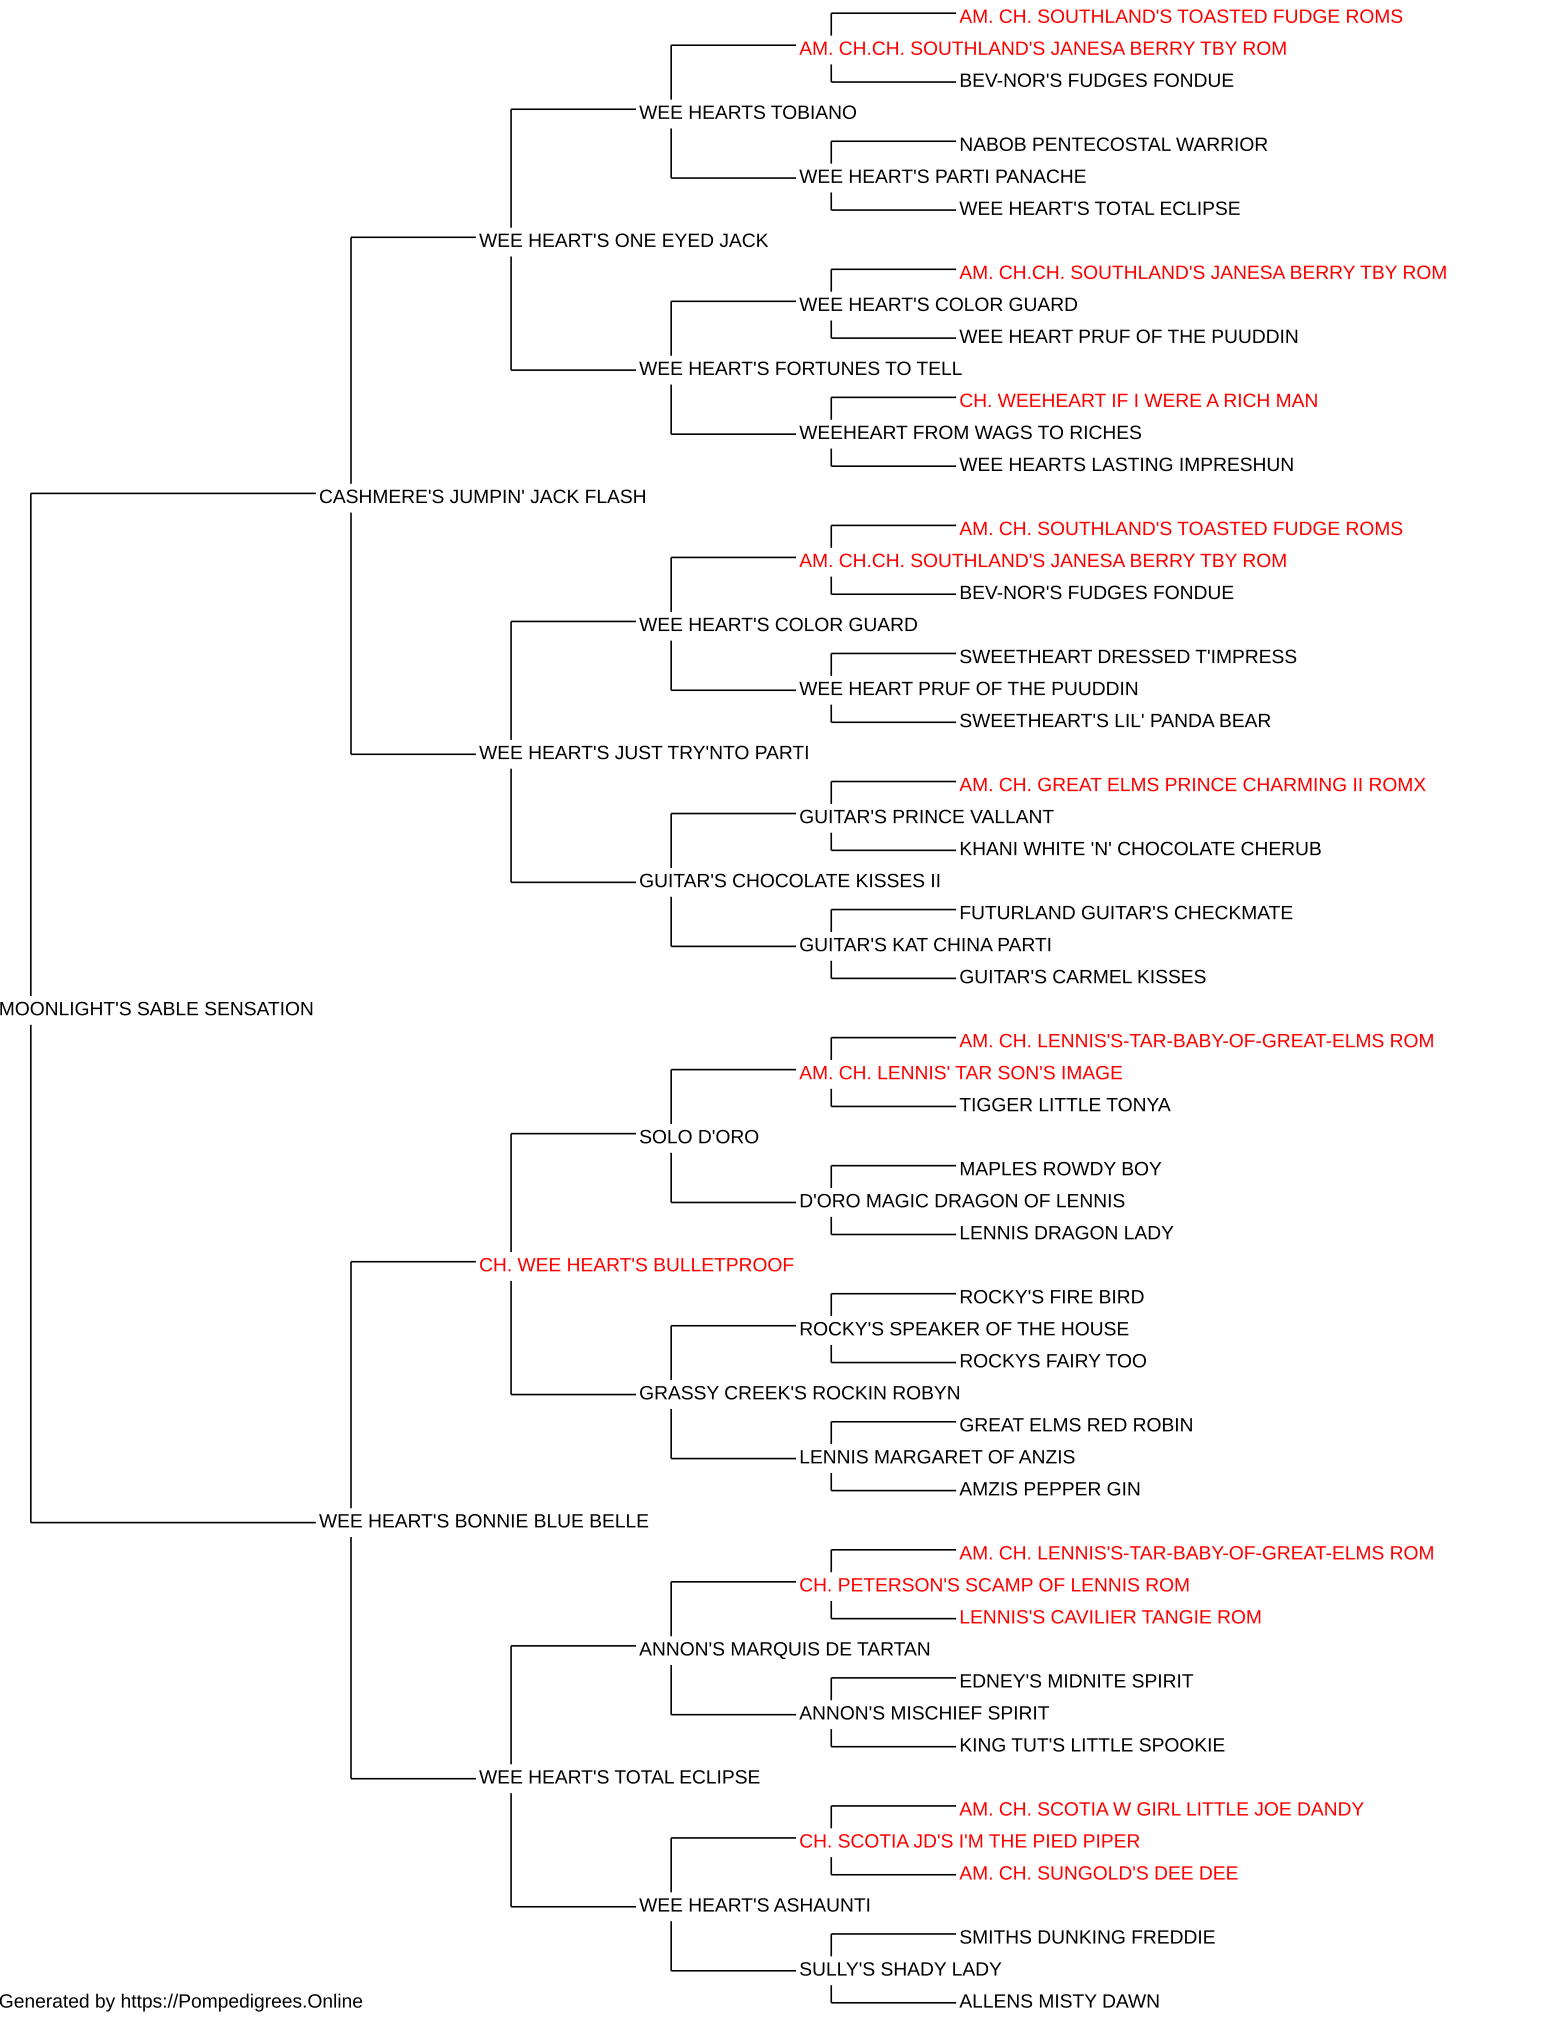 AM. CH. SOUTHLAND'S TOASTED FUDGE ROMS
AM. CH.CH. SOUTHLAND'S JANESA BERRY TBY ROM
BEV-NOR'S FUDGES FONDUE
WEE HEARTS TOBIANO
NABOB PENTECOSTAL WARRIOR
WEE HEART'S PARTI PANACHE
WEE HEART'S TOTAL ECLIPSE
WEE HEART'S ONE EYED JACK
AM. CH.CH. SOUTHLAND'S JANESA BERRY TBY ROM
WEE HEART'S COLOR GUARD
WEE HEART PRUF OF THE PUUDDIN
WEE HEART'S FORTUNES TO TELL
CH. WEEHEART IF I WERE A RICH MAN
WEEHEART FROM WAGS TO RICHES
WEE HEARTS LASTING IMPRESHUN
CASHMERE'S JUMPIN' JACK FLASH
AM. CH. SOUTHLAND'S TOASTED FUDGE ROMS
AM. CH.CH. SOUTHLAND'S JANESA BERRY TBY ROM
BEV-NOR'S FUDGES FONDUE
WEE HEART'S COLOR GUARD
SWEETHEART DRESSED T'IMPRESS
WEE HEART PRUF OF THE PUUDDIN
SWEETHEART'S LIL' PANDA BEAR
WEE HEART'S JUST TRY'NTO PARTI
AM. CH. GREAT ELMS PRINCE CHARMING II ROMX
GUITAR'S PRINCE VALLANT
KHANI WHITE 'N' CHOCOLATE CHERUB
GUITAR'S CHOCOLATE KISSES II
FUTURLAND GUITAR'S CHECKMATE
GUITAR'S KAT CHINA PARTI
GUITAR'S CARMEL KISSES
MOONLIGHT'S SABLE SENSATION
AM. CH. LENNIS'S-TAR-BABY-OF-GREAT-ELMS ROM
AM. CH. LENNIS' TAR SON'S IMAGE
TIGGER LITTLE TONYA
SOLO D'ORO
MAPLES ROWDY BOY
D'ORO MAGIC DRAGON OF LENNIS
LENNIS DRAGON LADY
CH. WEE HEART'S BULLETPROOF
ROCKY'S FIRE BIRD
ROCKY'S SPEAKER OF THE HOUSE
ROCKYS FAIRY TOO
GRASSY CREEK'S ROCKIN ROBYN
GREAT ELMS RED ROBIN
LENNIS MARGARET OF ANZIS
AMZIS PEPPER GIN
WEE HEART'S BONNIE BLUE BELLE
AM. CH. LENNIS'S-TAR-BABY-OF-GREAT-ELMS ROM
CH. PETERSON'S SCAMP OF LENNIS ROM
LENNIS'S CAVILIER TANGIE ROM
ANNON'S MARQUIS DE TARTAN
EDNEY'S MIDNITE SPIRIT
ANNON'S MISCHIEF SPIRIT
KING TUT'S LITTLE SPOOKIE
WEE HEART'S TOTAL ECLIPSE
AM. CH. SCOTIA W GIRL LITTLE JOE DANDY
CH. SCOTIA JD'S I'M THE PIED PIPER
AM. CH. SUNGOLD'S DEE DEE
WEE HEART'S ASHAUNTI
SMITHS DUNKING FREDDIE
SULLY'S SHADY LADY
ALLENS MISTY DAWN
Generated by https://Pompedigrees.Online